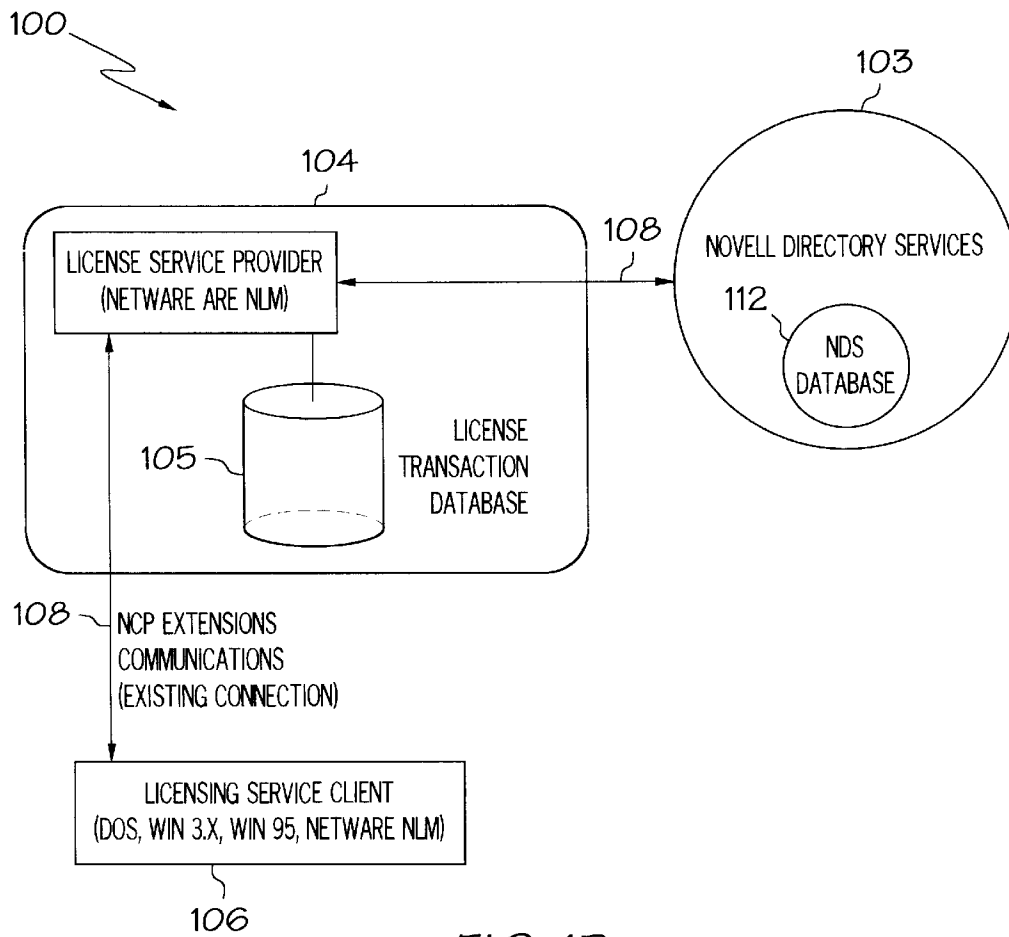 100
103
104
108
LICENSE SERVICE PROVIDER
(NETWARE ARE NLM)
NOVELL DIRECTORY SERVICES
112
NDS
DATABASE
105
LICENSE
TRANSACTION
DATABASE
108
NCP EXTENSIONS
COMMUNICATIONS
(EXISTING CONNECTION)
LICENSING SERVICE CLIENT
(DOS, WIN 3.X, WIN 95, NETWARE NLM)
106